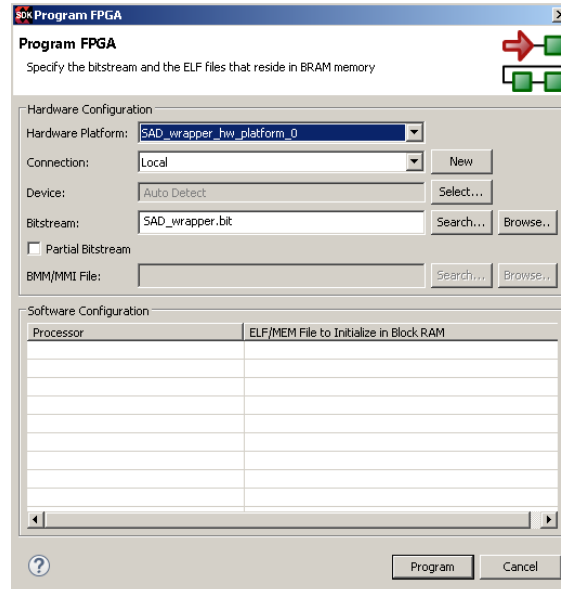 SDK Program FPGA
Program FPGA
Specify the bitstream and the ELF files that reside in BRAM memory
Hardware Configuration
Hardware Platform: SAD_wrapper_hw_platform_0
Connection: Local New
Device: Auto Detect Select...
Bitstream: SAD_wrapper.bit Search... Browse..
Partial Bitstream
BMM/MMI File: Search... Browse..
Software Configuration
Processor ELF/MEM File to Initialize in Block RAM
? Program Cancel